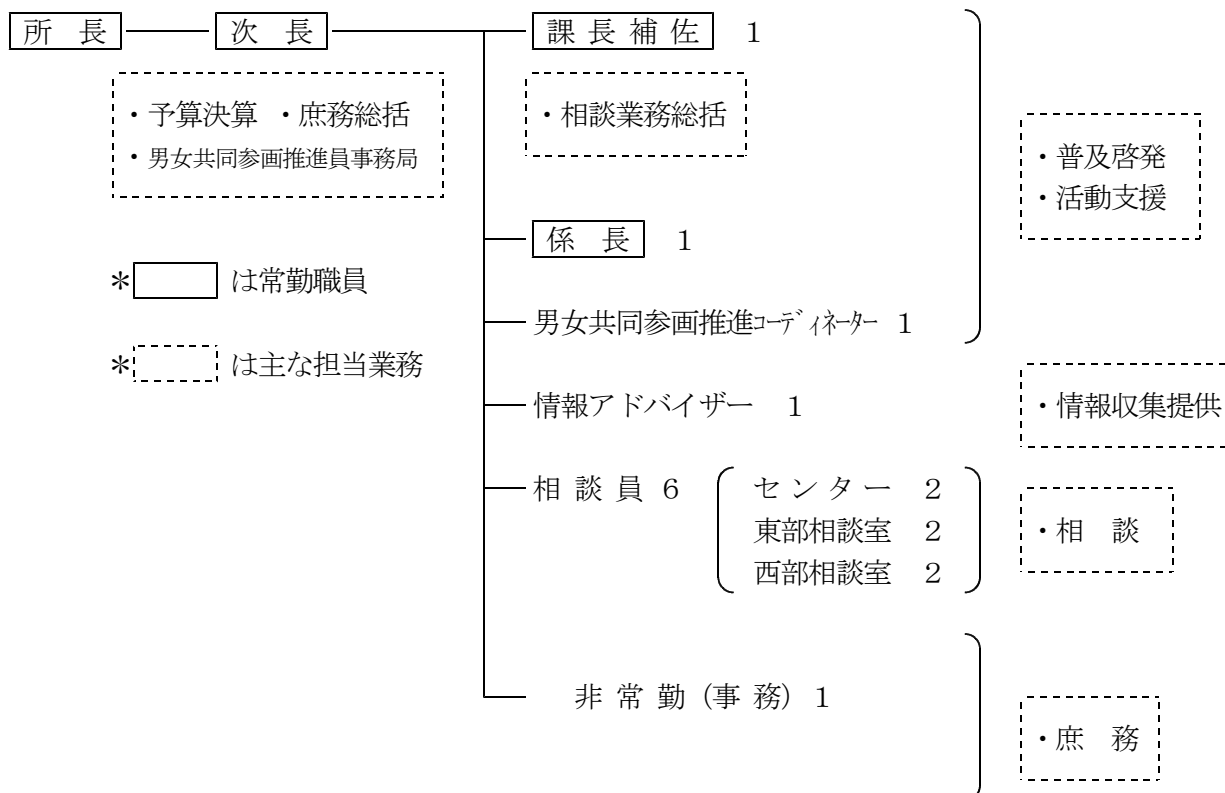 所 長 次 長 課 長 補 佐 1
・予算決算 ・庶務総括
・男女共同参画推進員事務局
・相談業務総括
・普及啓発
・活動支援
係 長 1
*は常勤職員
男女共同参画推進ｺｰﾃﾞｨﾈｰﾀｰ 1
*は主な担当業務
情報アドバイザー 1
・情報収集提供
相 談 員 6
センター 2
東部相談室 2
西部相談室 2
・相 談
非 常 勤 (事 務) 1
・庶 務